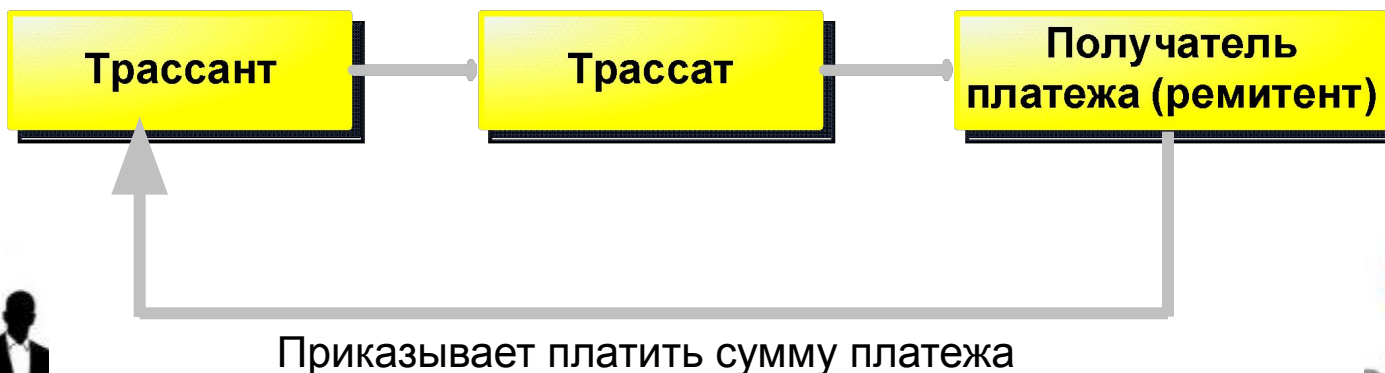 Трассант
Трассат
Получатель
платежа (ремитент)
Приказывает платить сумму платежа